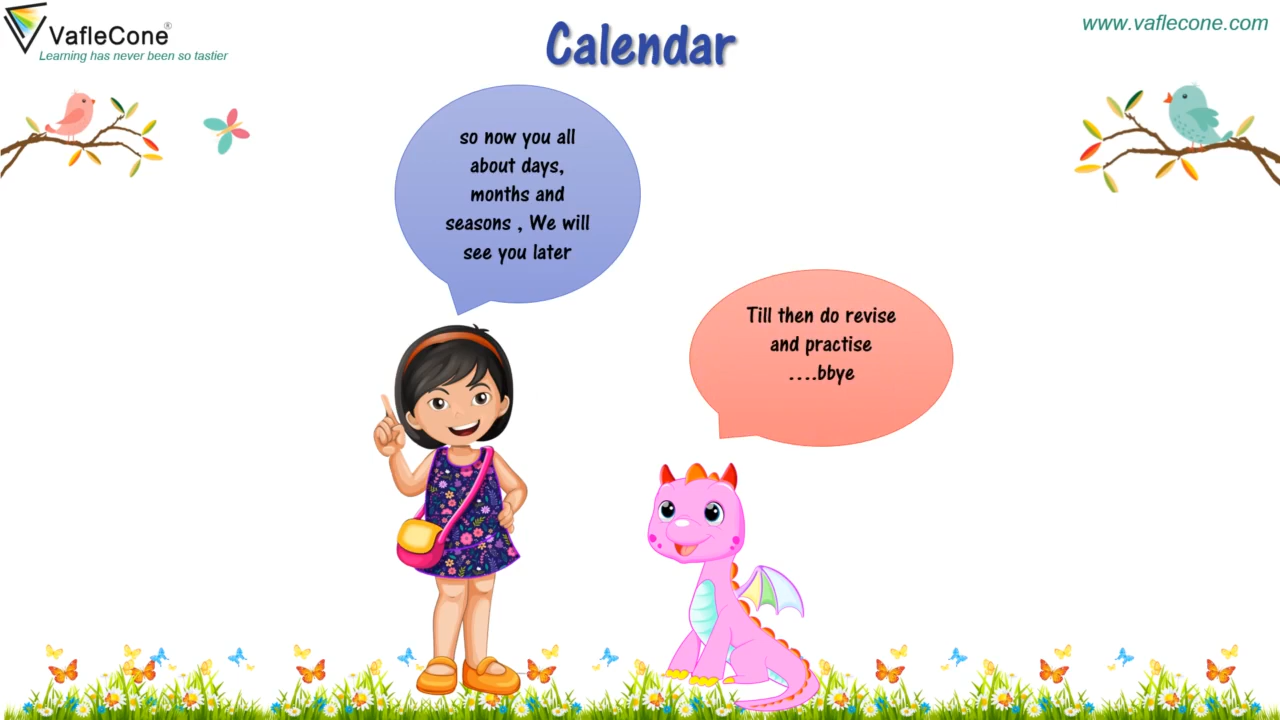 VafleCone®
Learning has never been so tastier
Calendar
www.vaflecone.com
so now you all
about days,
months and
seasons , We will
see you later
Till then do revise
and practise
....bbye